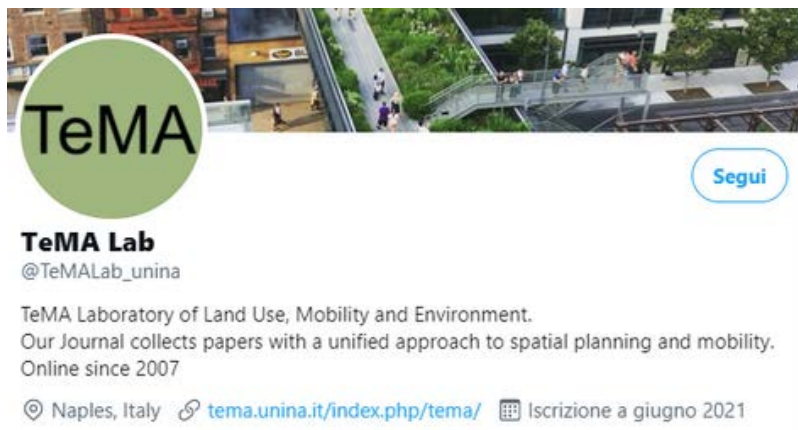 TeMA
Segui
TeMA Lab
@TeMALab_unina
TeMA Laboratory of Land Use, Mobility and Environment.
Our Journal collects papers with a unified approach to spatial planning and mobility.
Online since 2007
Naples, Italy tema.unina.it/index.php/tema/ Iscrizione a giugno 2021